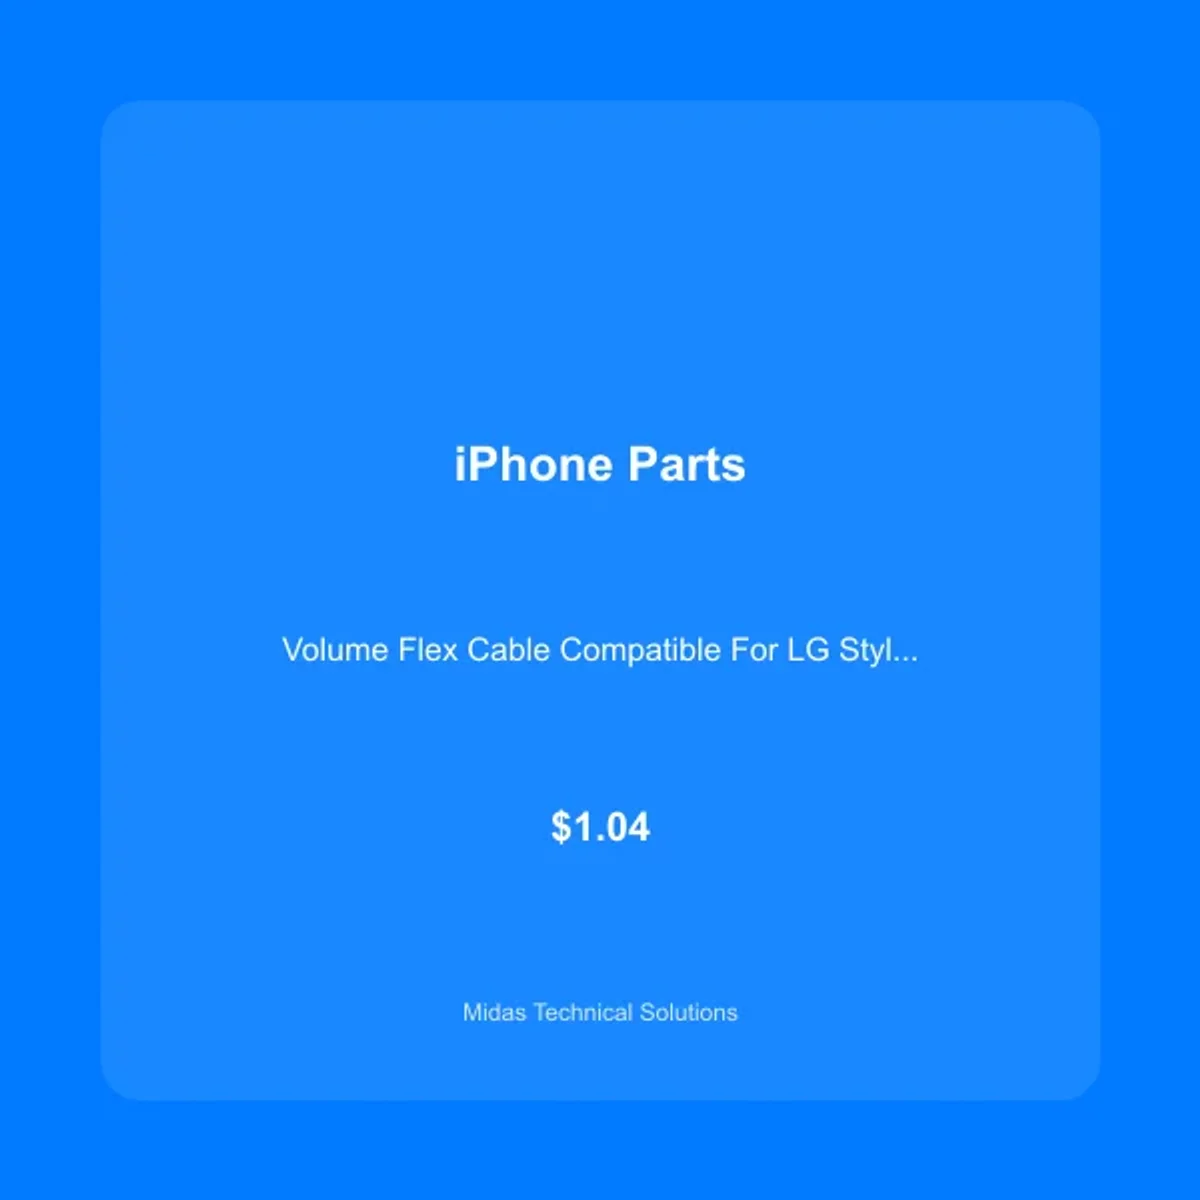 iPhone Parts
Volume Flex Cable Compatible For LG Styl...
$1.04
Midas Technical Solutions